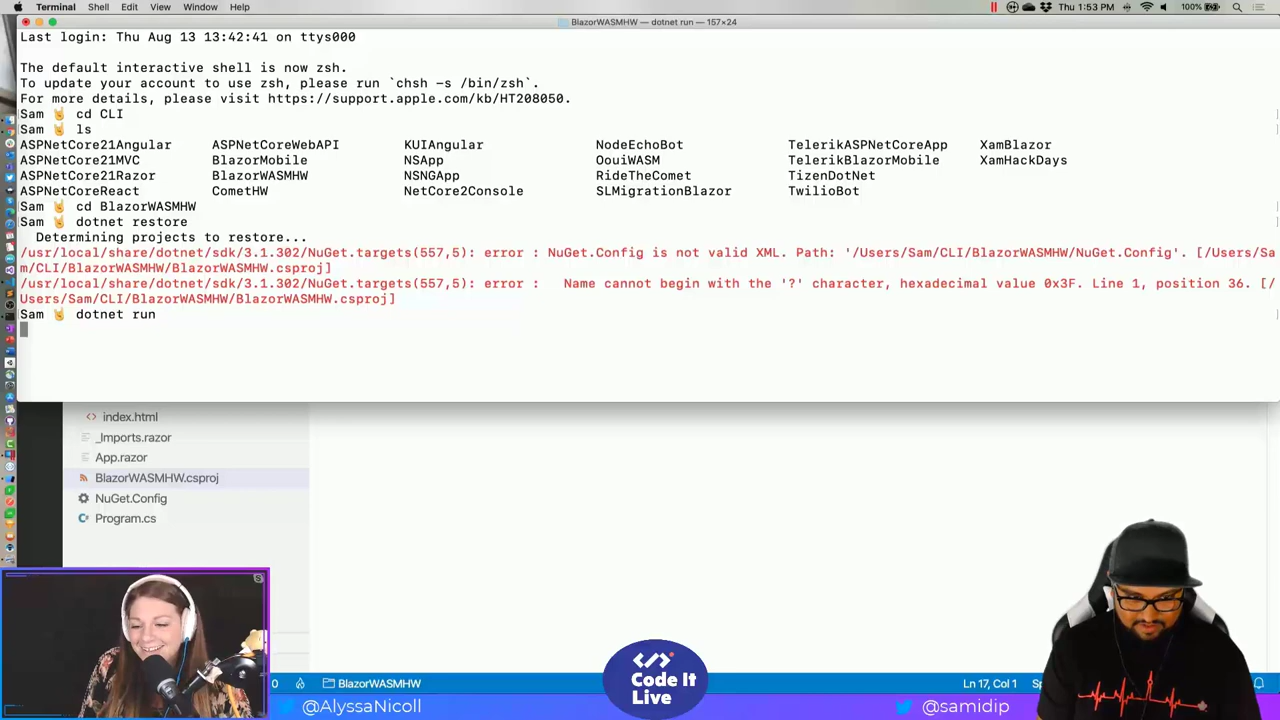 Terminal Shell Edit View Window Help 100% Thu 1:53 PM
BlazorWASMHW — dotnet run — 157×24
Last login: Thu Aug 13 13:42:41 on ttys000
The default interactive shell is now zsh.
To update your account to use zsh, please run `chsh -s /bin/zsh`.
For more details, please visit https://support.apple.com/kb/HT208050.
Sam 🤘 cd CLI
Sam 🤘 ls
ASPNetCore21Angular ASPNetCoreWebAPI KUIAngular NodeEchoBot TelerikASPNetCoreApp XamBlazor
ASPNetCore21MVC BlazorMobile NSApp OouiWASM TelerikBlazorMobile XamHackDays
ASPNetCore21Razor BlazorWASMHW NSNGApp RideTheComet TizenDotNet
ASPNetCoreReact CometHW NetCore2Console SLMigrationBlazor TwilioBot
Sam 🤘 cd BlazorWASMHW
Sam 🤘 dotnet restore
Determining projects to restore...
/usr/local/share/dotnet/sdk/3.1.302/NuGet.targets(557,5): error : NuGet.Config is not valid XML. Path: '/Users/Sam/CLI/BlazorWASMHW/NuGet.Config'. [/Users/Sa
m/CLI/BlazorWASMHW/BlazorWASMHW.csproj]
/usr/local/share/dotnet/sdk/3.1.302/NuGet.targets(557,5): error :   Name cannot begin with the '?' character, hexadecimal value 0x3F. Line 1, position 36. [/
Users/Sam/CLI/BlazorWASMHW/BlazorWASMHW.csproj]
Sam 🤘 dotnet run
index.html
_Imports.razor
App.razor
BlazorWASMHW.csproj
NuGet.Config
Program.cs
0 BlazorWASMHW Ln 17, Col 1
Code It
Live
@AlyssaNicoll @samidip